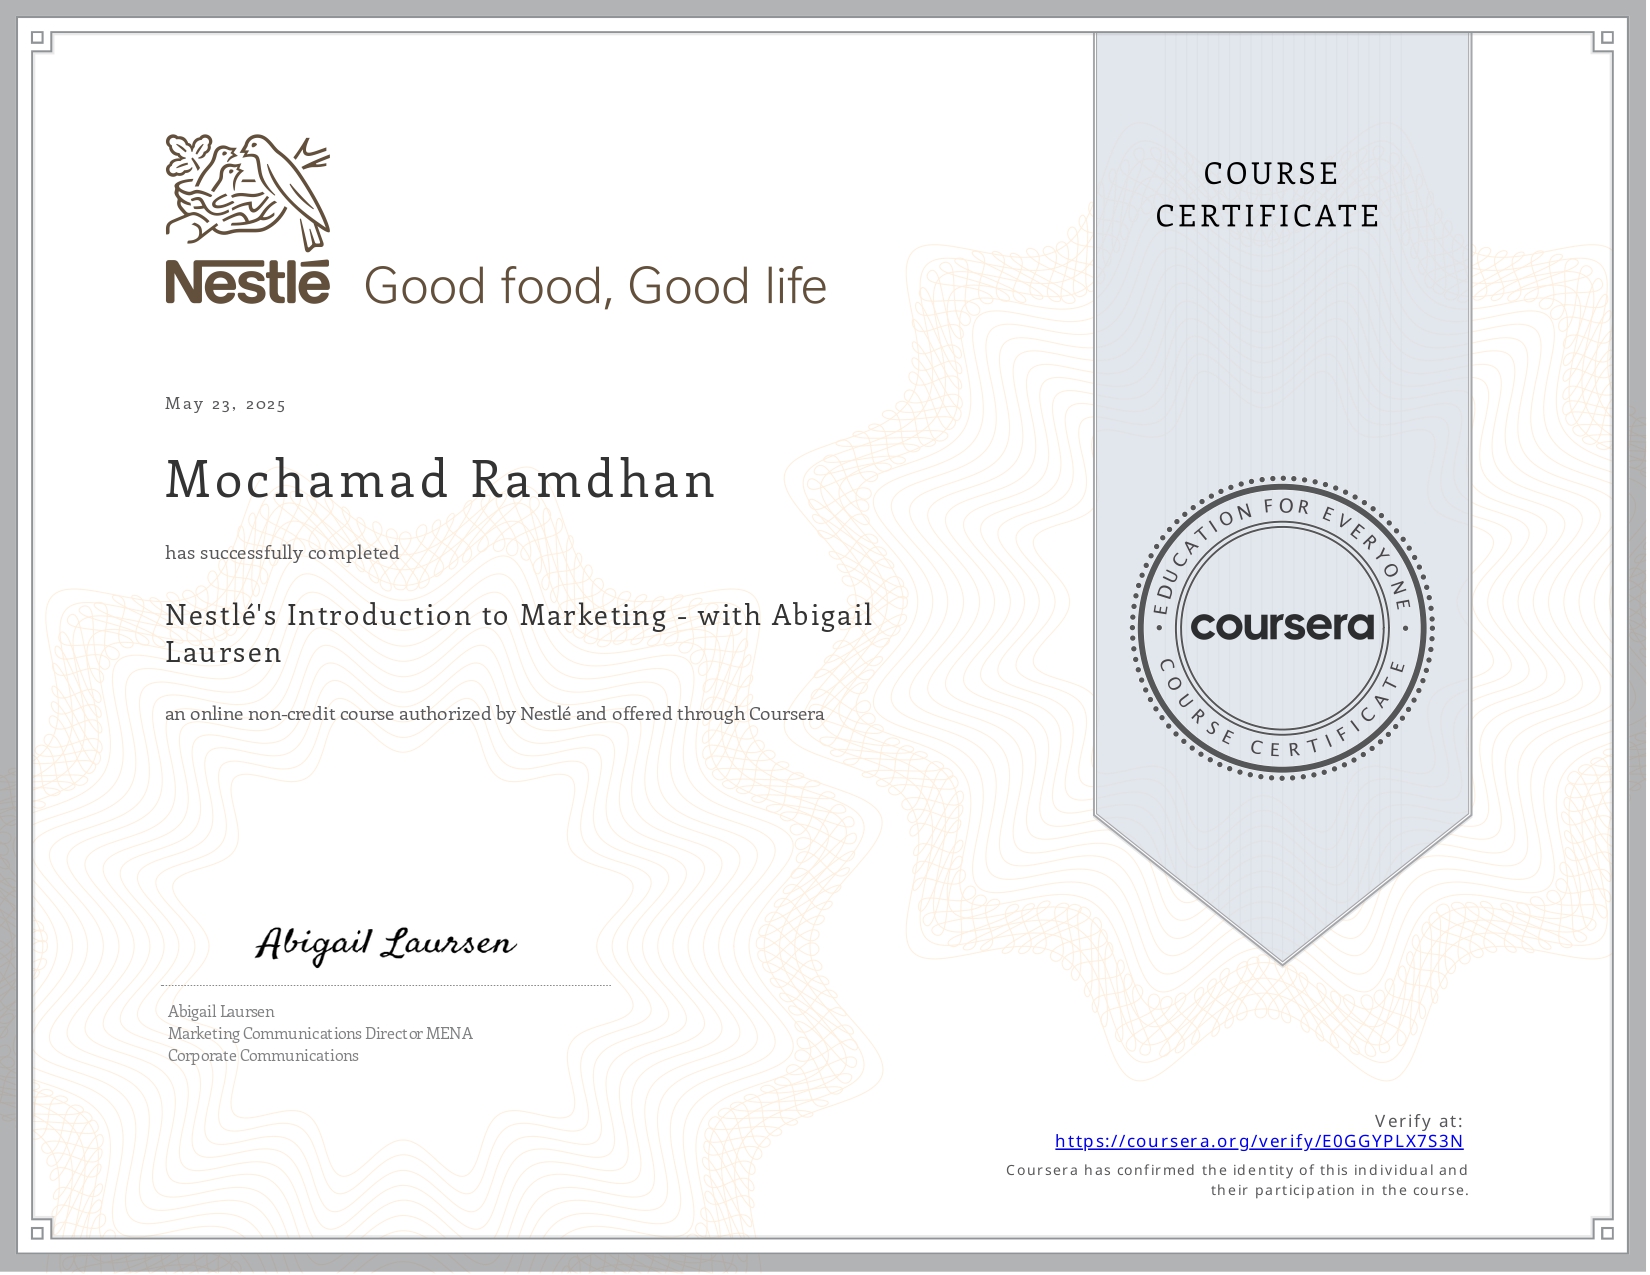 Nestlé Good food, Good life
COURSE
CERTIFICATE
May 23, 2025
Mochamad Ramdhan
has successfully completed
Nestlé's Introduction to Marketing - with Abigail
Laursen
an online non-credit course authorized by Nestlé and offered through Coursera
EDUCATION FOR EVERYONE
coursera
COURSE CERTIFICATE
Abigail Laursen
Abigail Laursen
Marketing Communications Director MENA
Corporate Communications
Verify at:
https://coursera.org/verify/E0GGYPLX7S3N
Coursera has confirmed the identity of this individual and
their participation in the course.